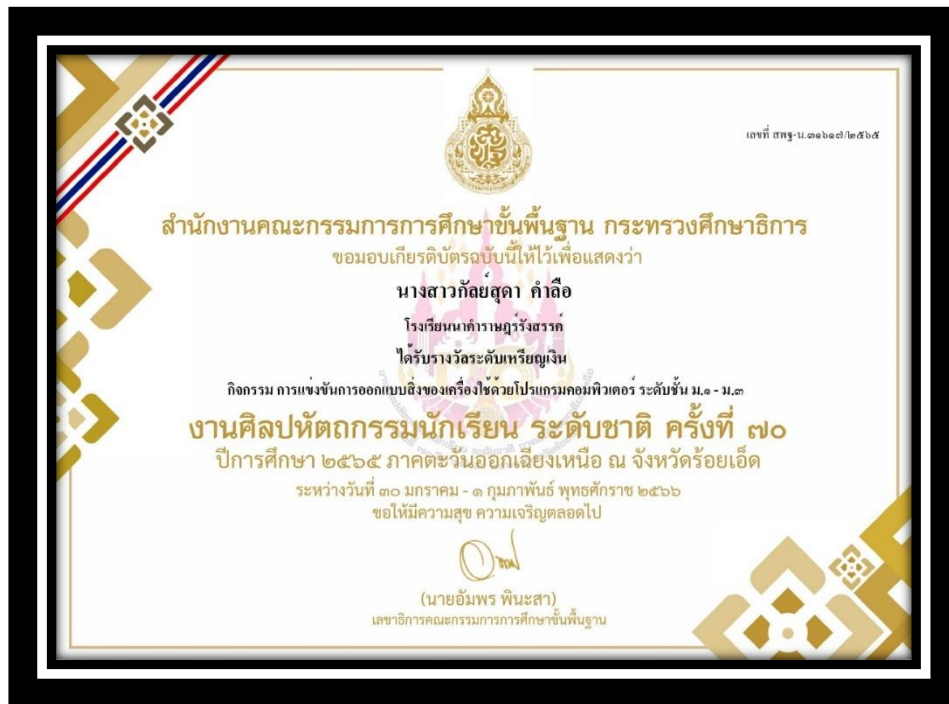 เลขที่ สพฐ-น.๓๑๖๑๗/๒๕๖๕
สำนักงานคณะกรรมการการศึกษาขั้นพื้นฐาน กระทรวงศึกษาธิการ
ขอมอบเกียรติบัตรฉบับนี้ให้ไว้เพื่อแสดงว่า
นางสาวกัลยสุดา คำลือ
โรงเรียนนาคำราษฎร์รังสรรค์
ได้รับรางวัลระดับเหรียญเงิน
กิจกรรม การแข่งขันการออกแบบสิ่งของเครื่องใช้ด้วยโปรแกรมคอมพิวเตอร์ ระดับชั้น ม.๑ - ม.๓
งานศิลปหัตถกรรมนักเรียน ระดับชาติ ครั้งที่ ๗๐
ปีการศึกษา ๒๕๖๕ ภาคตะวันออกเฉียงเหนือ ณ จังหวัดร้อยเอ็ด
ระหว่างวันที่ ๓๐ มกราคม - ๑ กุมภาพันธ์ พุทธศักราช ๒๕๖๖
ขอให้มีความสุข ความเจริญตลอดไป
(นายอัมพร พินะสา)
เลขาธิการคณะกรรมการการศึกษาขั้นพื้นฐาน